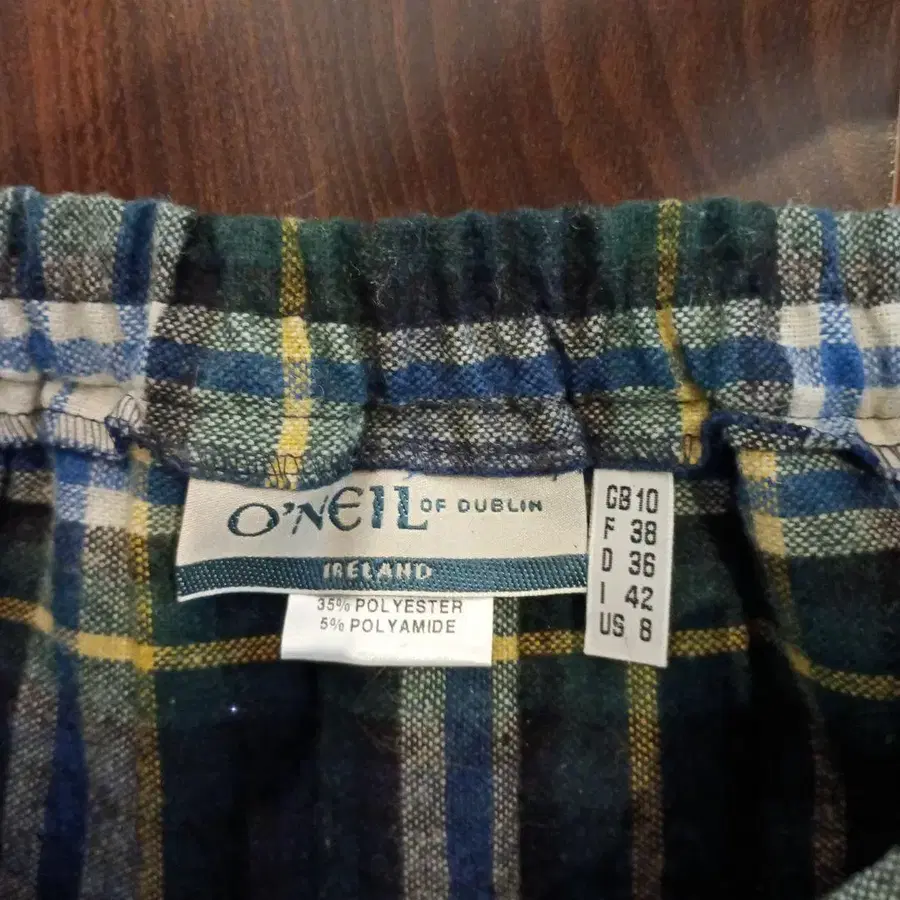 O'NEIL OF DUBLIN
IRELAND
35% POLYESTER
5% POLYAMIDE
GB 10
F 38
D 36
I 42
US 8